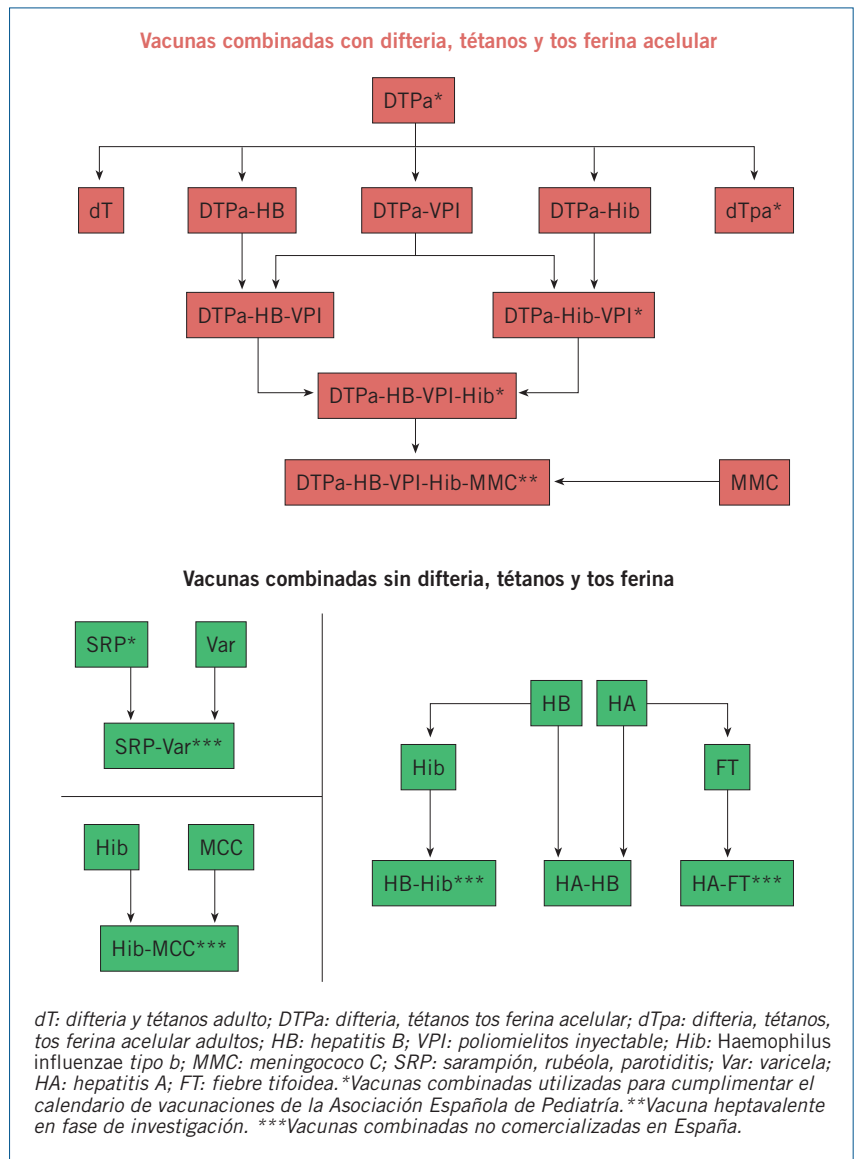 Vacunas combinadas con difteria, tétanos y tos ferina acelular
DTPa*
dT
DTPa-HB
DTPa-VPI
DTPa-Hib
dTpa*
DTPa-HB-VPI
DTPa-Hib-VPI*
DTPa-HB-VPI-Hib*
DTPa-HB-VPI-Hib-MMC**
MMC
Vacunas combinadas sin difteria, tétanos y tos ferina
SRP*
Var
SRP-Var***
Hib
MCC
Hib-MCC***
HB
HA
Hib
FT
HB-Hib***
HA-HB
HA-FT***
dT: difteria y tétanos adulto; DTPa: difteria, tétanos tos ferina acelular; dTpa: difteria, tétanos,
tos ferina acelular adultos; HB: hepatitis B; VPI: poliomielitos inyectable; Hib: Haemophilus
influenzae tipo b; MMC: meningococo C; SRP: sarampión, rubéola, parotiditis; Var: varicela;
HA: hepatitis A; FT: fiebre tifoidea.*Vacunas combinadas utilizadas para cumplimentar el
calendario de vacunaciones de la Asociación Española de Pediatría.**Vacuna heptavalente
en fase de investigación. ***Vacunas combinadas no comercializadas en España.